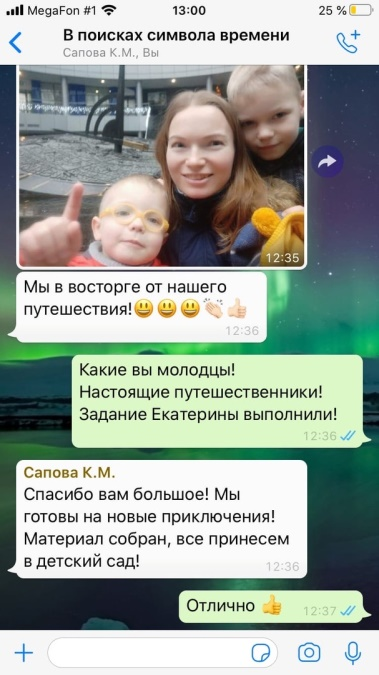 MegaFon #1 13:00 25 %
В поисках символа времени
Сапова К.М., Вы
12:35
Мы в восторге от нашего
путешествия!😃😃😃👏🏻👍🏻
12:36
Какие вы молодцы!
Настоящие путешественники!
Задание Екатерины выполнили!
12:36
Сапова К.М.
Спасибо вам большое! Мы
готовы на новые приключения!
Материал собран, все принесем
в детский сад!
12:36
Отлично 👍
12:37